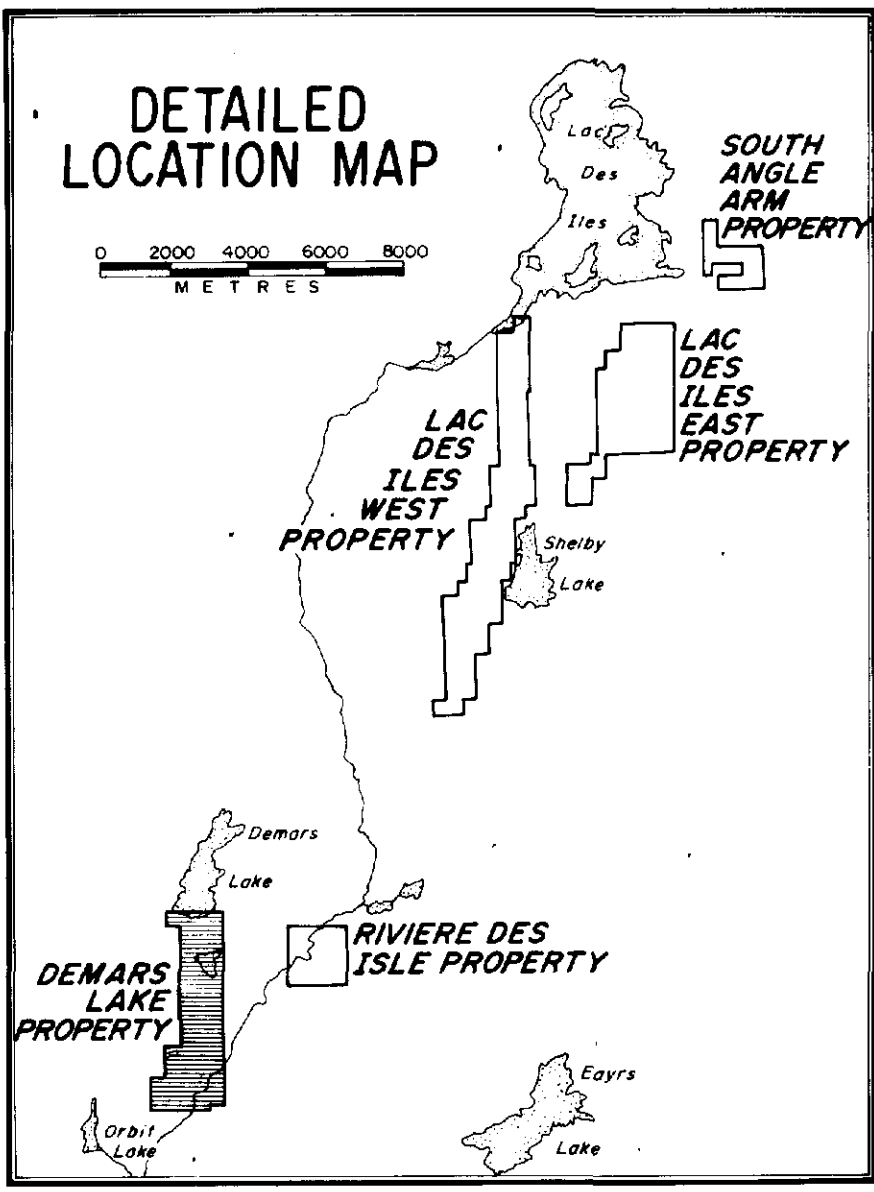 DETAILED
LOCATION MAP
0 2000 4000 6000 8000
METRES
Lac
Des
Iles
SOUTH
ANGLE
ARM
PROPERTY
LAC
DES
ILES
EAST
PROPERTY
LAC
DES
ILES
WEST
PROPERTY
Shelby
Lake
Demars
Lake
RIVIERE DES
ISLE PROPERTY
DEMARS
LAKE
PROPERTY
Eayrs
Lake
Orbit
Lake